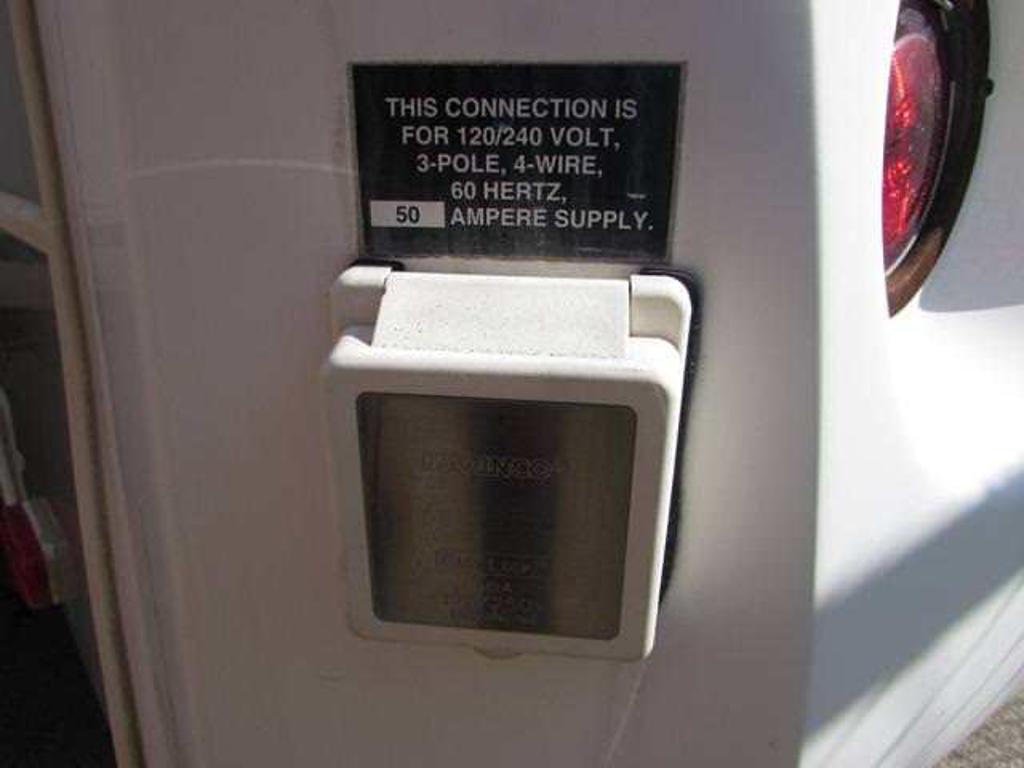 THIS CONNECTION IS
FOR 120/240 VOLT,
3-POLE, 4-WIRE,
60 HERTZ,
50 AMPERE SUPPLY.